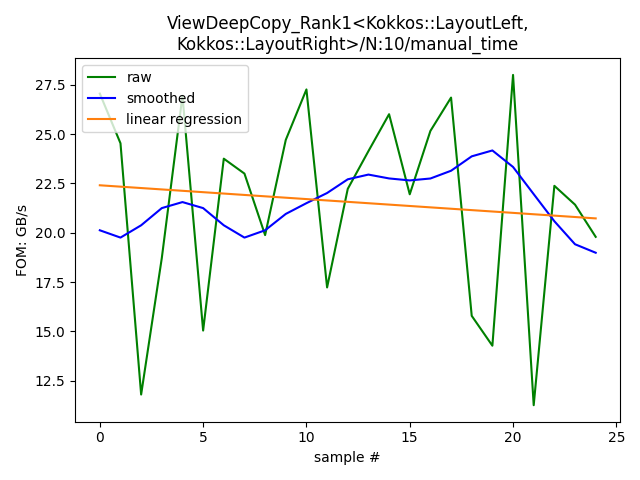 ViewDeepCopy_Rank1<Kokkos::LayoutLeft,
Kokkos::LayoutRight>/N:10/manual_time
raw
smoothed
linear regression
FOM: GB/s
27.5
25.0
22.5
20.0
17.5
15.0
12.5
0
5
10
15
20
25
sample #